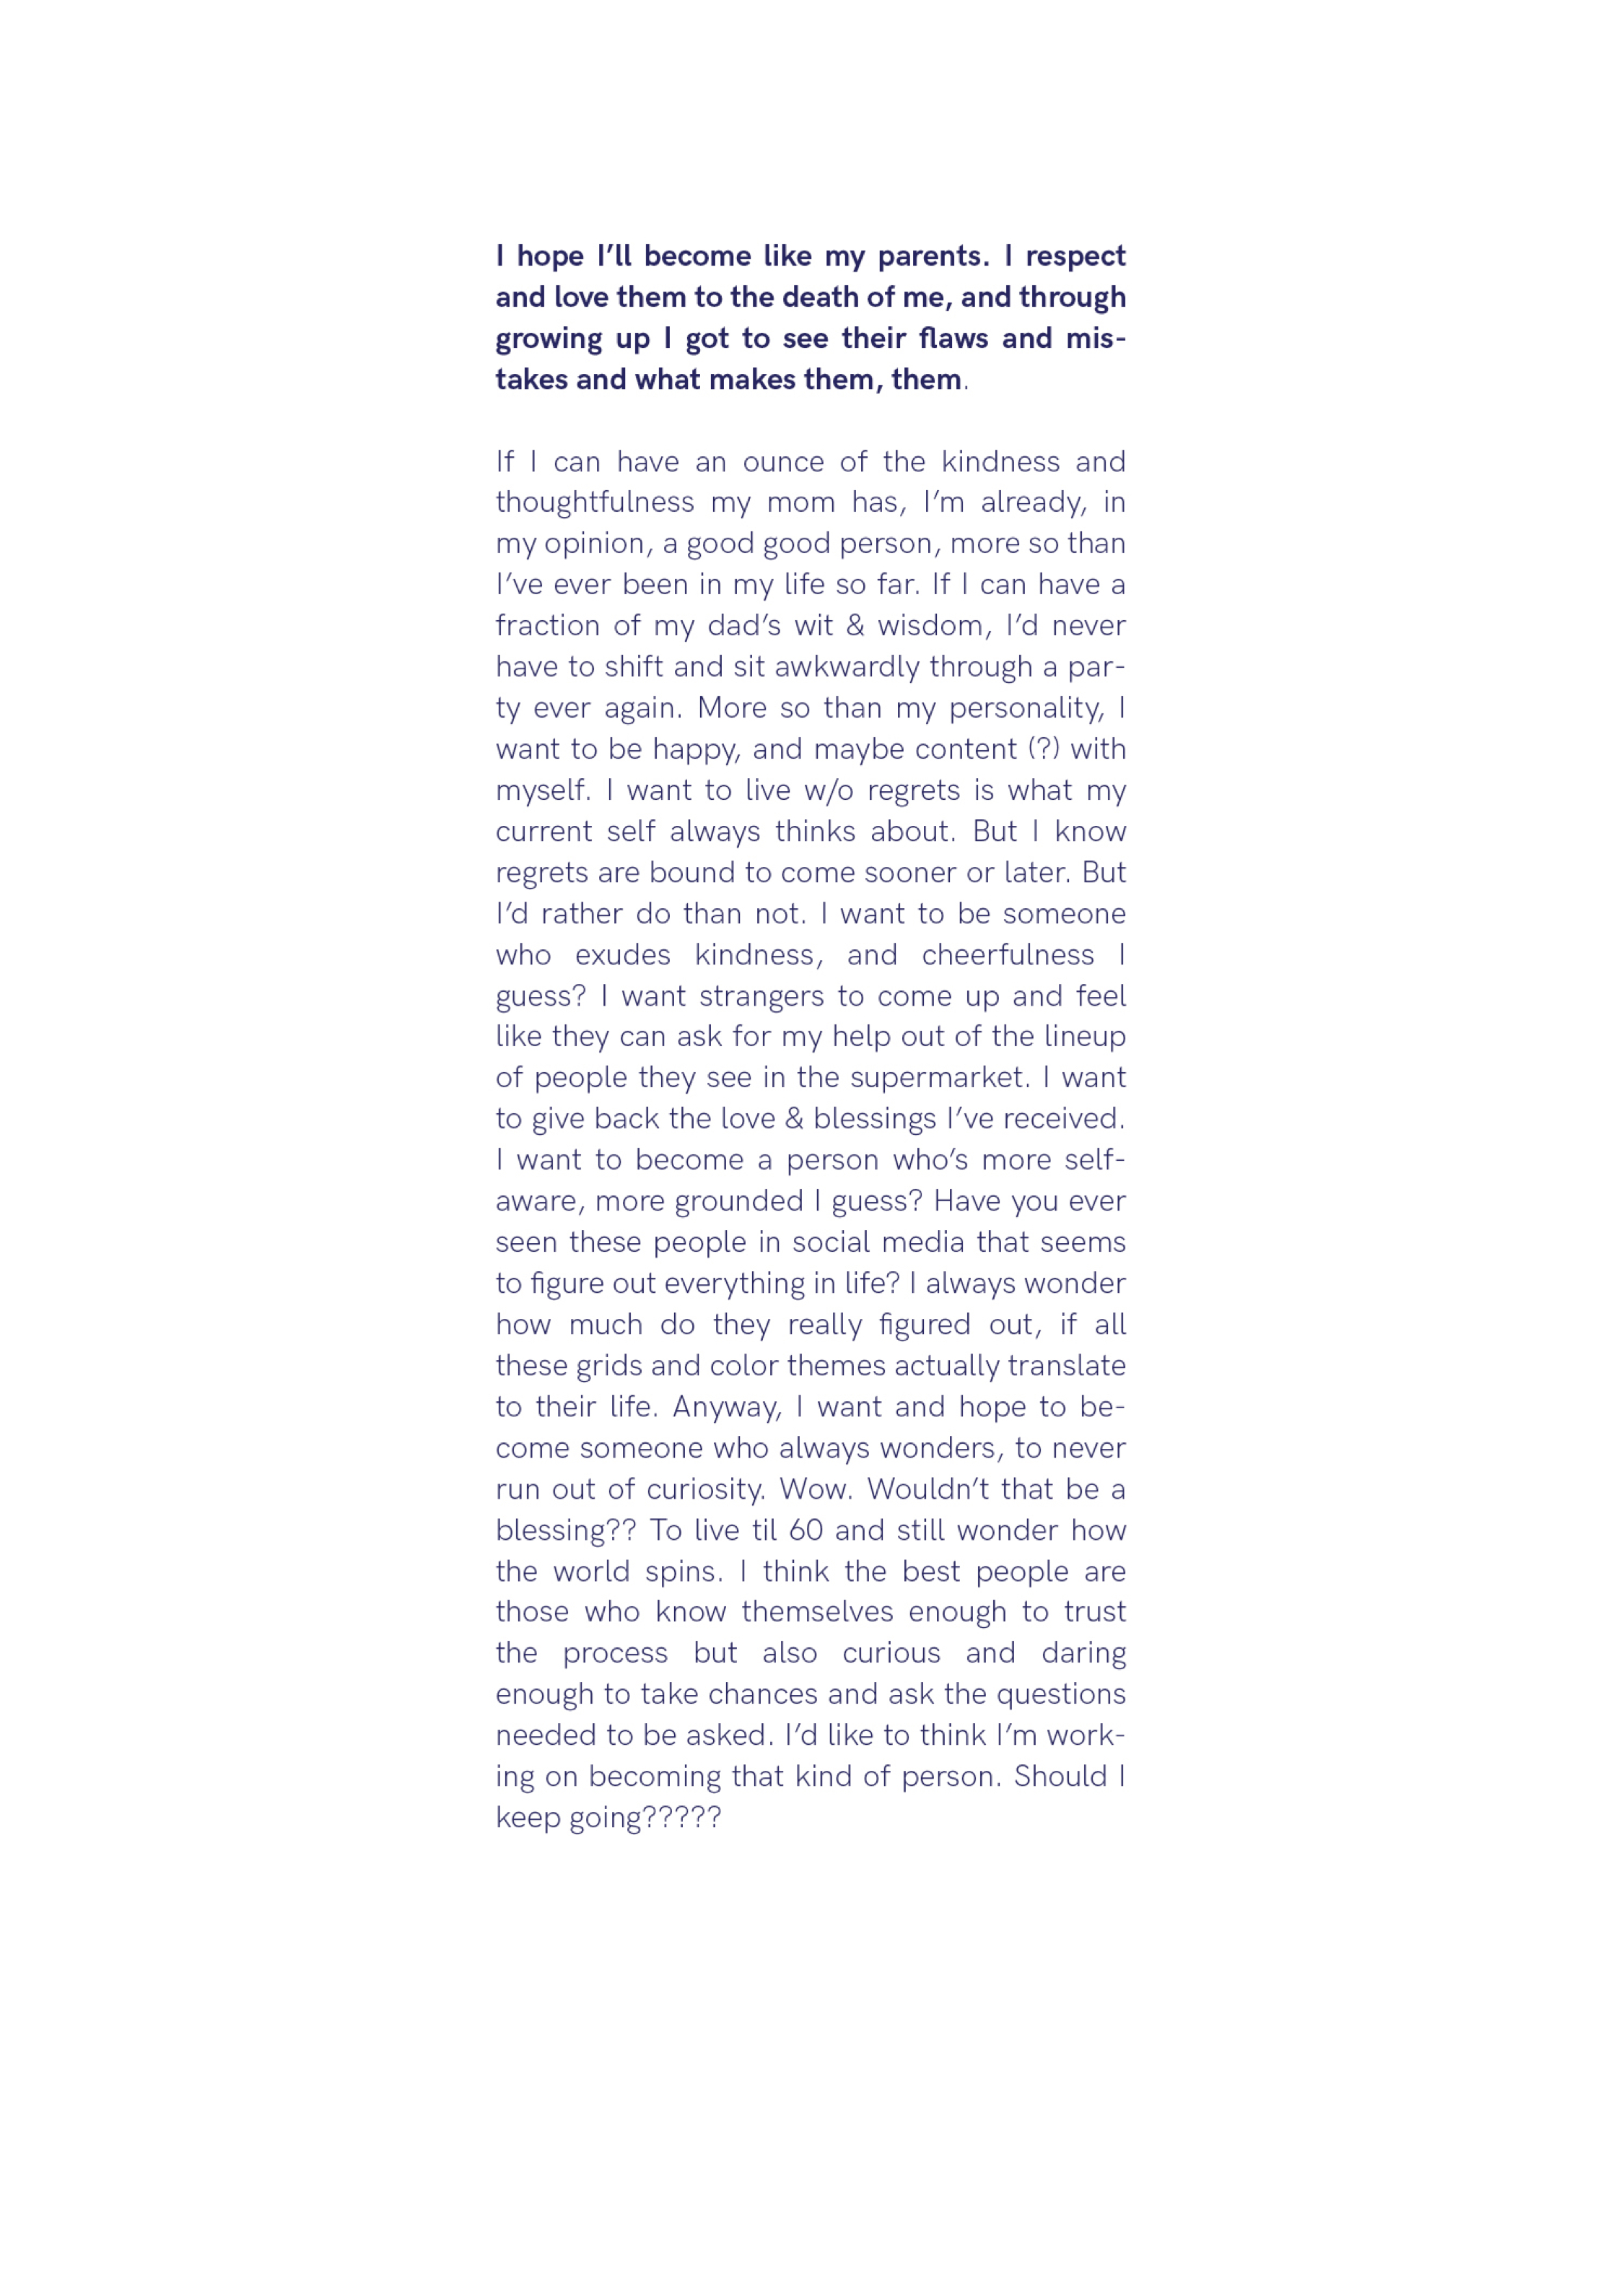 I hope I’ll become like my parents. I respect
and love them to the death of me, and through
growing up I got to see their flaws and mis-
takes and what makes them, them.
If I can have an ounce of the kindness and
thoughtfulness my mom has, I’m already, in
my opinion, a good good person, more so than
I’ve ever been in my life so far. If I can have a
fraction of my dad’s wit & wisdom, I’d never
have to shift and sit awkwardly through a par-
ty ever again. More so than my personality, I
want to be happy, and maybe content (?) with
myself. I want to live w/o regrets is what my
current self always thinks about. But I know
regrets are bound to come sooner or later. But
I’d rather do than not. I want to be someone
who exudes kindness, and cheerfulness I
guess? I want strangers to come up and feel
like they can ask for my help out of the lineup
of people they see in the supermarket. I want
to give back the love & blessings I’ve received.
I want to become a person who’s more self-
aware, more grounded I guess? Have you ever
seen these people in social media that seems
to figure out everything in life? I always wonder
how much do they really figured out, if all
these grids and color themes actually translate
to their life. Anyway, I want and hope to be-
come someone who always wonders, to never
run out of curiosity. Wow. Wouldn’t that be a
blessing?? To live til 60 and still wonder how
the world spins. I think the best people are
those who know themselves enough to trust
the process but also curious and daring
enough to take chances and ask the questions
needed to be asked. I’d like to think I’m work-
ing on becoming that kind of person. Should I
keep going?????